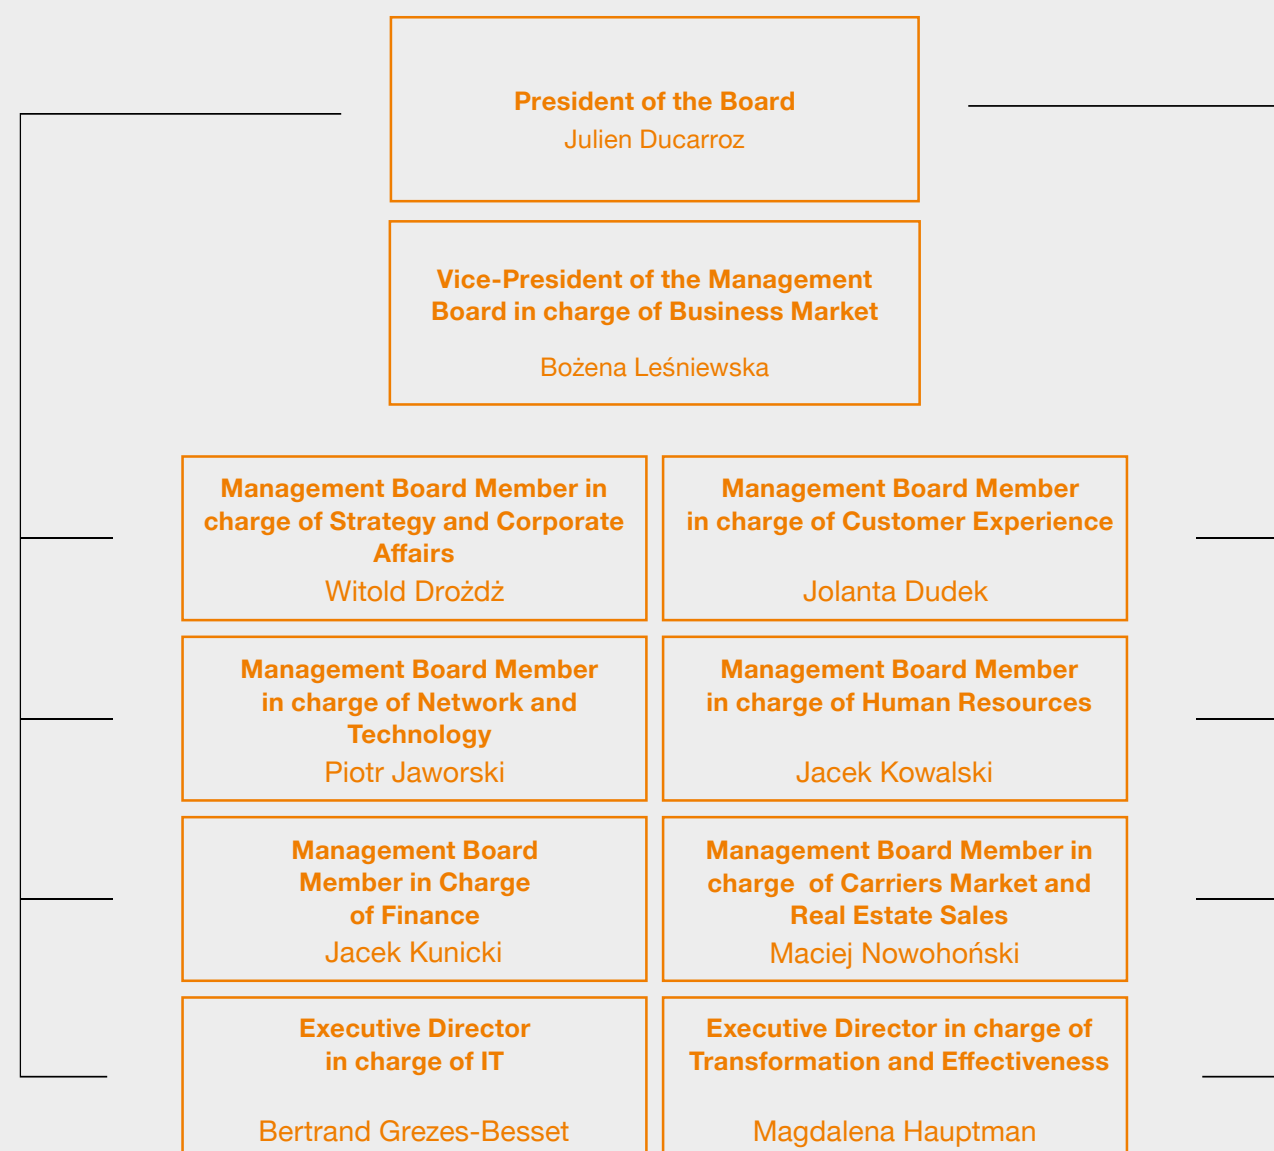 President of the Board
Julien Ducarroz
Vice-President of the Management
Board in charge of Business Market
Bożena Leśniewska
Management Board Member in
charge of Strategy and Corporate
Affairs
Witold Drożdż
Management Board Member
in charge of Customer Experience
Jolanta Dudek
Management Board Member
in charge of Network and
Technology
Piotr Jaworski
Management Board Member
in charge of Human Resources
Jacek Kowalski
Management Board
Member in Charge
of Finance
Jacek Kunicki
Management Board Member in
charge  of Carriers Market and
Real Estate Sales
Maciej Nowohoński
Executive Director
in charge of IT
Bertrand Grezes-Besset
Executive Director in charge of
Transformation and Effectiveness
Magdalena Hauptman